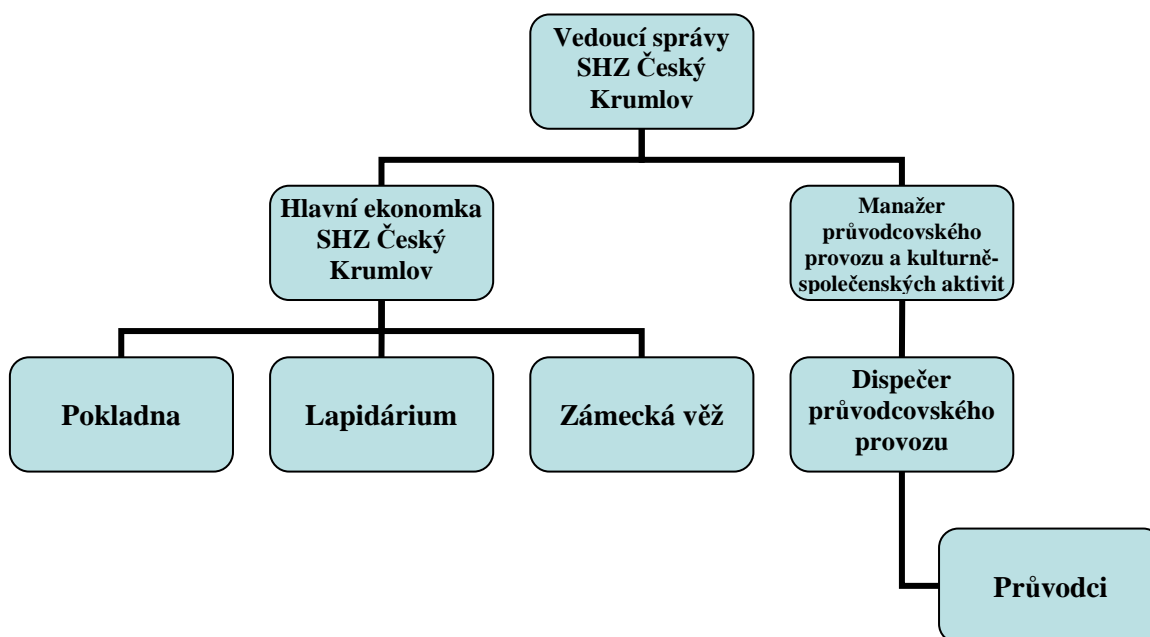 Vedoucí správy
SHZ Český
Krumlov
Hlavní ekonomka
SHZ Český
Krumlov
Manažer
průvodcovského
provozu a kulturně-
společenských aktivit
Pokladna
Lapidárium
Zámecká věž
Dispečer
průvodcovského
provozu
Průvodci